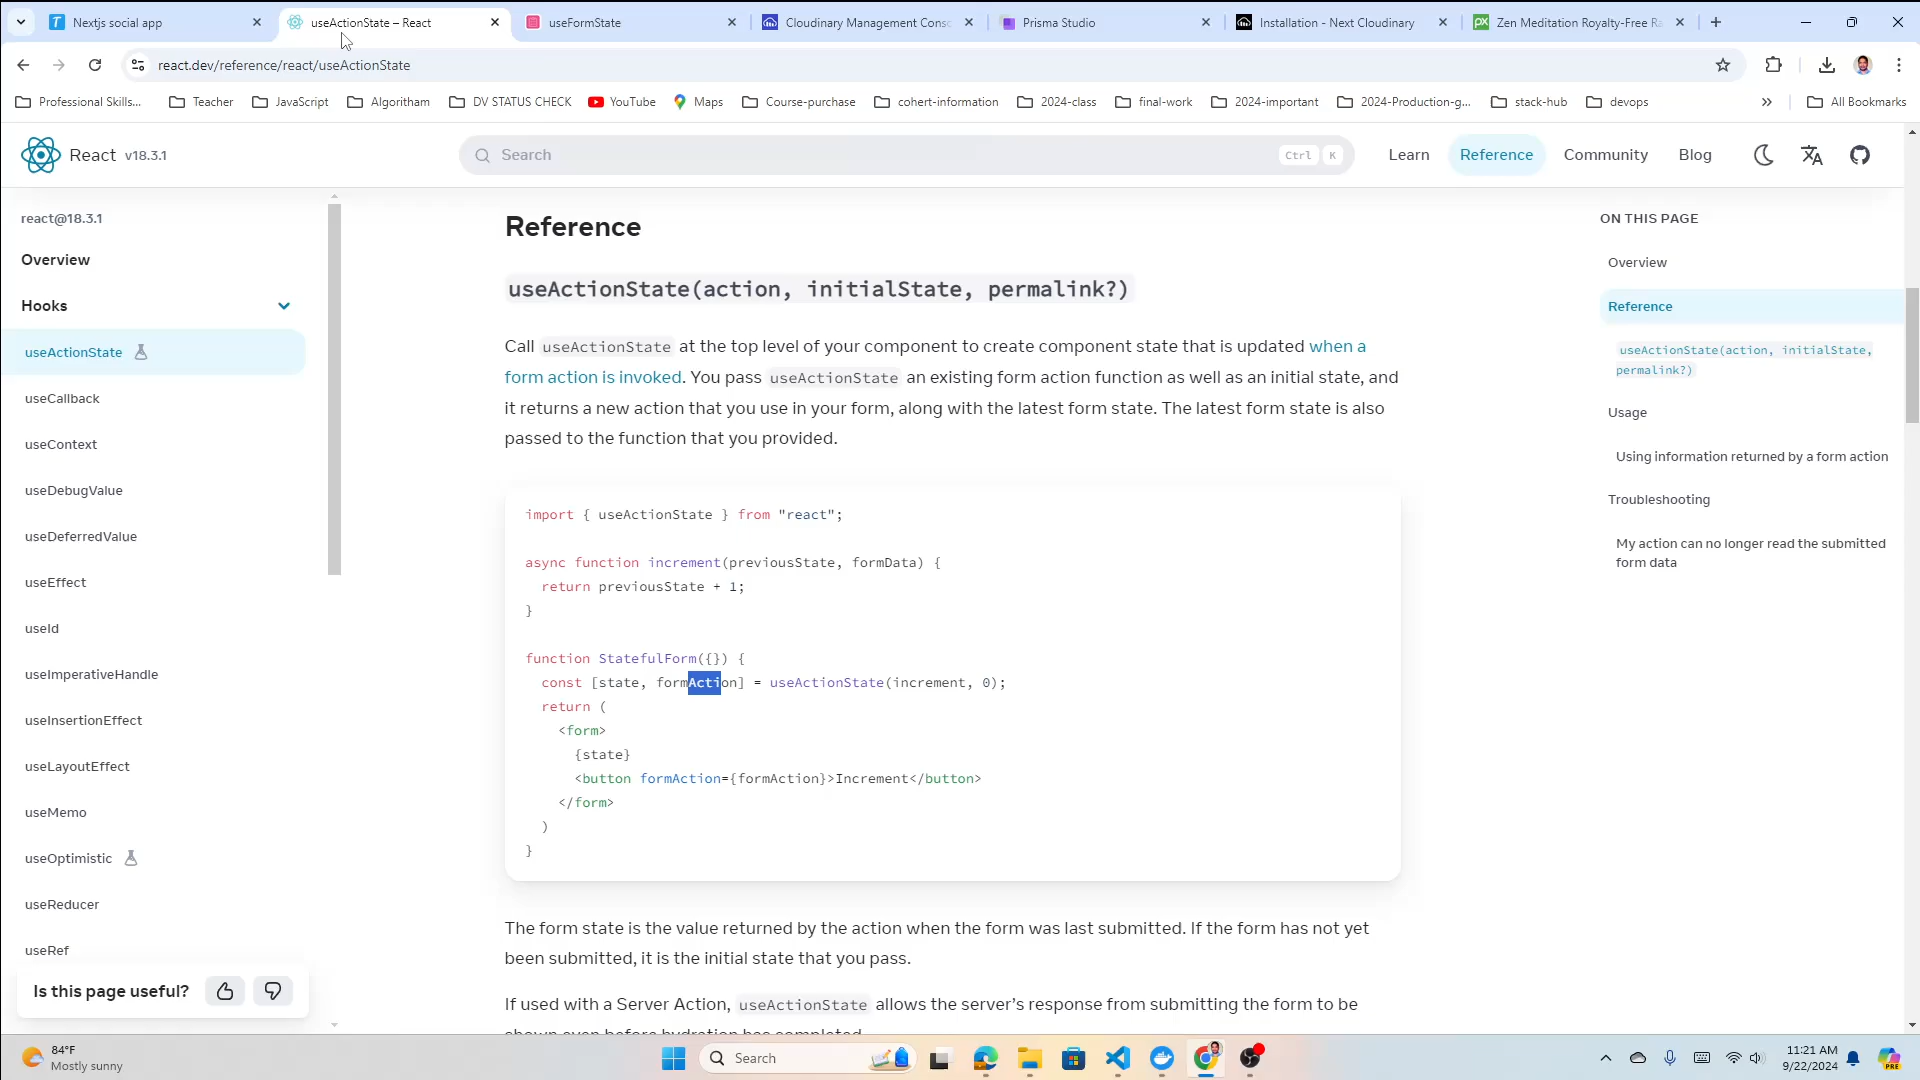 Nextjs social app
useActionState – React
useFormState
Cloudinary Management Consc
Prisma Studio
Installation - Next Cloudinary
Zen Meditation Royalty-Free Ra
react.dev/reference/react/useActionState
Professional Skills...
Teacher
JavaScript
Algoritham
DV STATUS CHECK
YouTube
Maps
Course-purchase
cohert-information
2024-class
final-work
2024-important
2024-Production-g...
stack-hub
devops
All Bookmarks
React v18.3.1
Search
Ctrl K
Learn
Reference
Community
Blog
react@18.3.1
Overview
Hooks
useActionState
useCallback
useContext
useDebugValue
useDeferredValue
useEffect
useId
useImperativeHandle
useInsertionEffect
useLayoutEffect
useMemo
useOptimistic
useReducer
useRef
Is this page useful?
Reference
useActionState(action, initialState, permalink?)
Call useActionState at the top level of your component to create component state that is updated when a
form action is invoked. You pass useActionState an existing form action function as well as an initial state, and
it returns a new action that you use in your form, along with the latest form state. The latest form state is also
passed to the function that you provided.
import { useActionState } from "react";
async function increment(previousState, formData) {
return previousState + 1;
}
function StatefulForm({}) {
const [state, formAction] = useActionState(increment, 0);
return (
<form>
{state}
<button formAction={formAction}>Increment</button>
</form>
)
}
The form state is the value returned by the action when the form was last submitted. If the form has not yet
been submitted, it is the initial state that you pass.
If used with a Server Action, useActionState allows the server's response from submitting the form to be
shown even before hydration has completed.
ON THIS PAGE
Overview
Reference
useActionState(action, initialState,
permalink?)
Usage
Using information returned by a form action
Troubleshooting
My action can no longer read the submitted
form data
84°F
Mostly sunny
Search
11:21 AM
9/22/2024
PRE